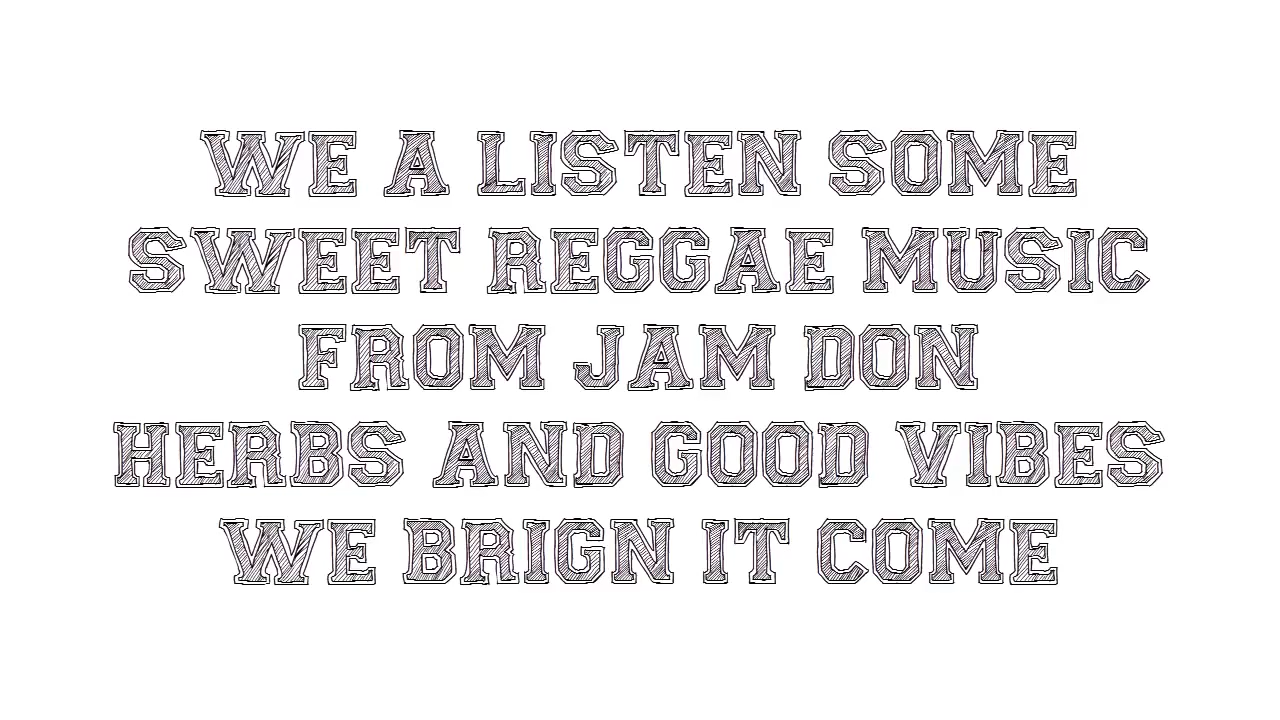 WE A LISTEN SOME
SWEET REGGAE MUSIC
FROM JAM DON
HERBS AND GOOD VIBES
WE BRIGN IT COME